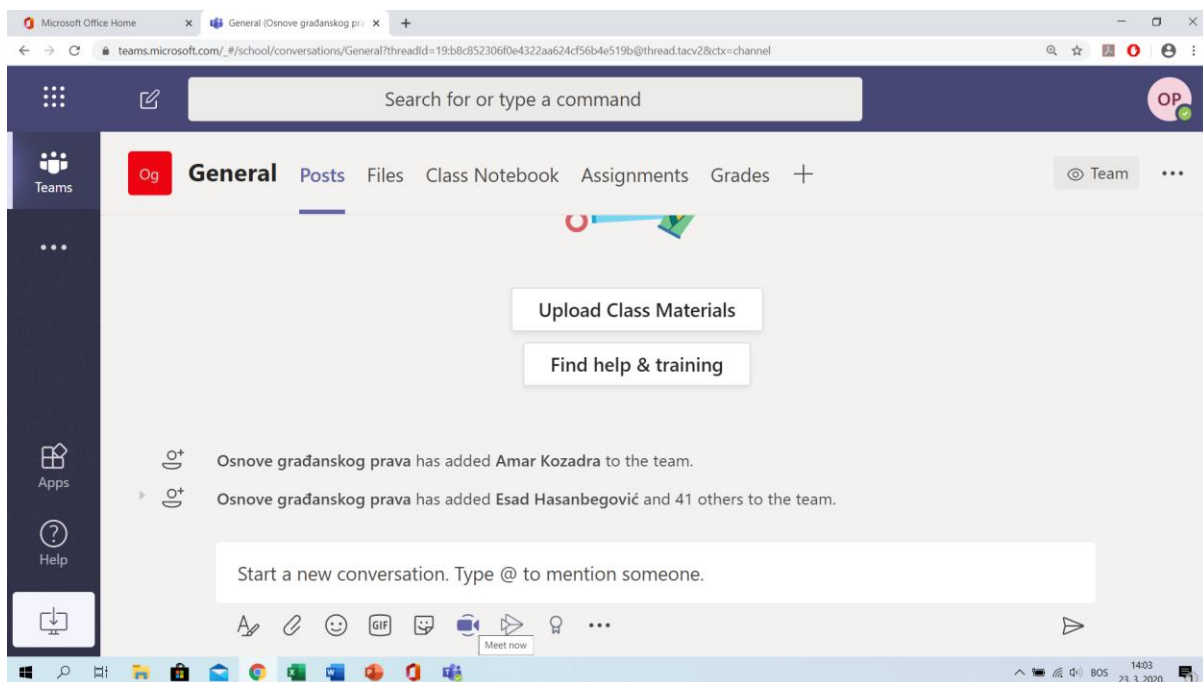 Microsoft Office Home
General (Osnove građanskog pra
teams.microsoft.com/_#/school/conversations/General?threadId=19:b8c852306f0e4322aa624cf56b4e519b@thread.tacv2&ctx=channel
Search for or type a command
OP
Teams
Og
General Posts Files Class Notebook Assignments Grades
Team
Upload Class Materials
Find help & training
Osnove građanskog prava has added Amar Kozadra to the team.
Osnove građanskog prava has added Esad Hasanbegović and 41 others to the team.
Apps
Help
Start a new conversation. Type @ to mention someone.
GIF
Meet now
BOS
14:03
23. 3. 2020.